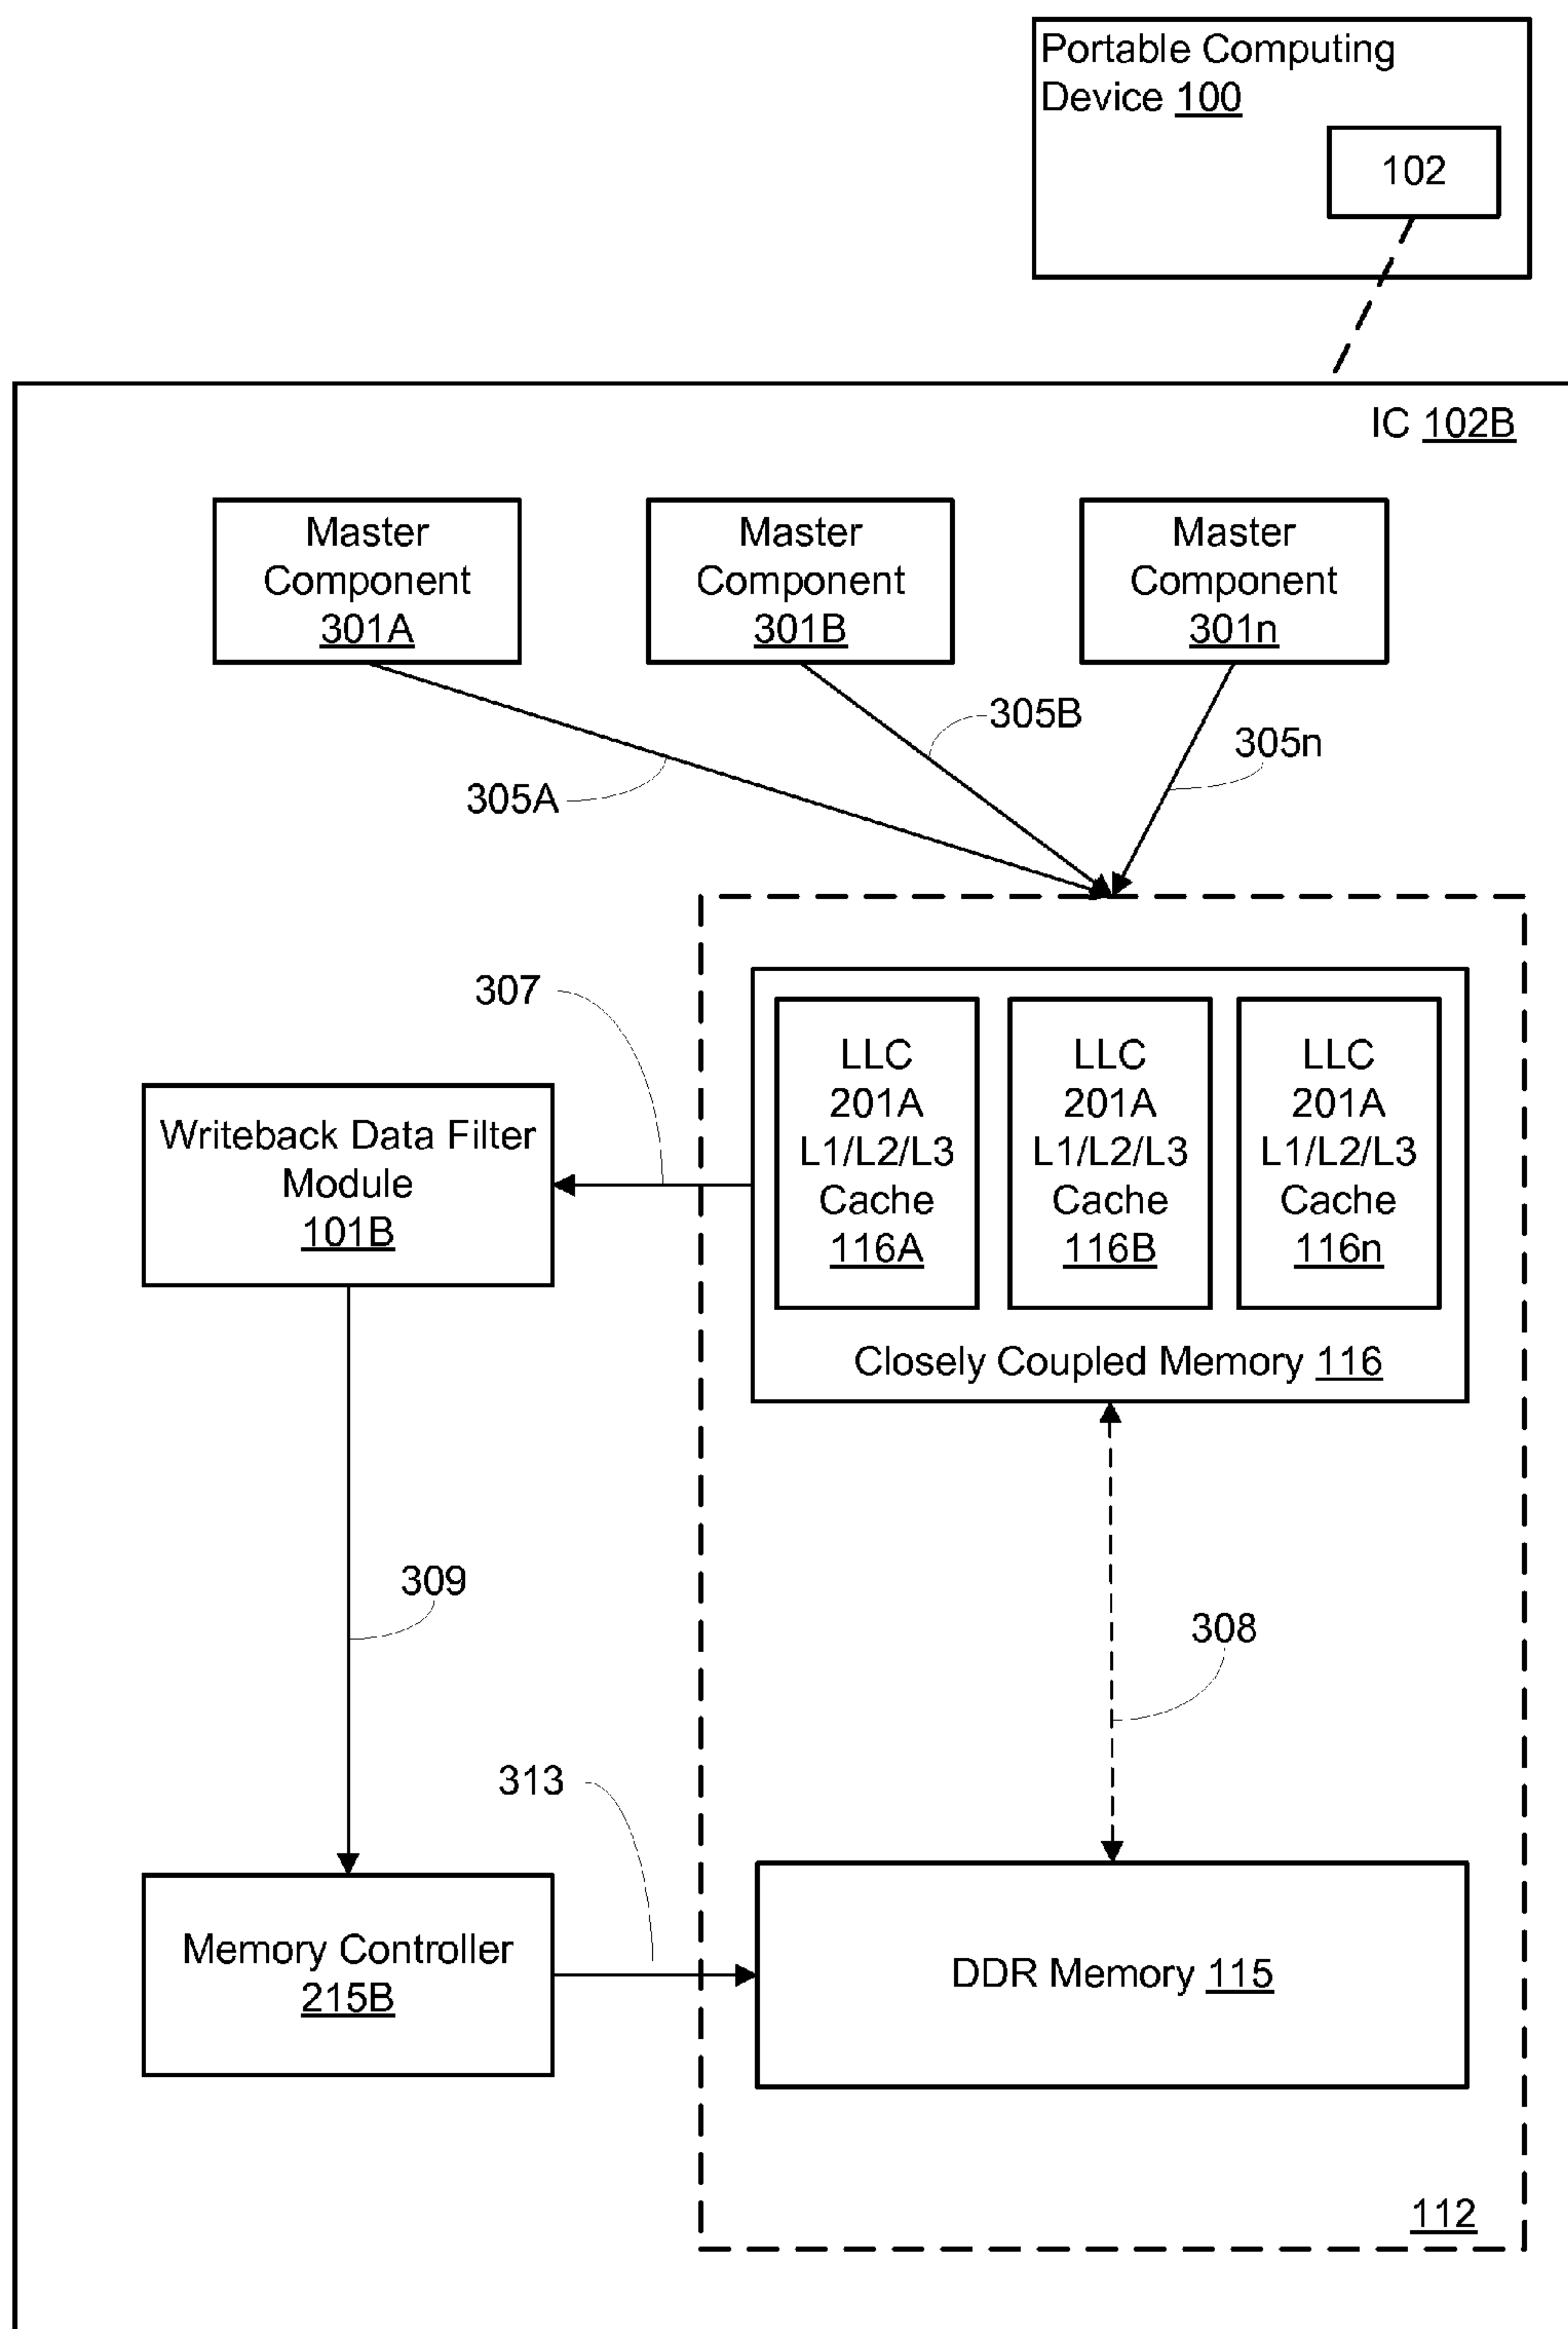 Portable Computing
Device 100
102
IC 102B
Master
Component
301A
Master
Component
301B
Master
Component
301n
305B
305n
305A
307
LLC
201A
L1/L2/L3
Cache
116A
LLC
201A
L1/L2/L3
Cache
116B
LLC
201A
L1/L2/L3
Cache
116n
Closely Coupled Memory 116
Writeback Data Filter
Module
101B
309
308
313
Memory Controller
215B
DDR Memory 115
112